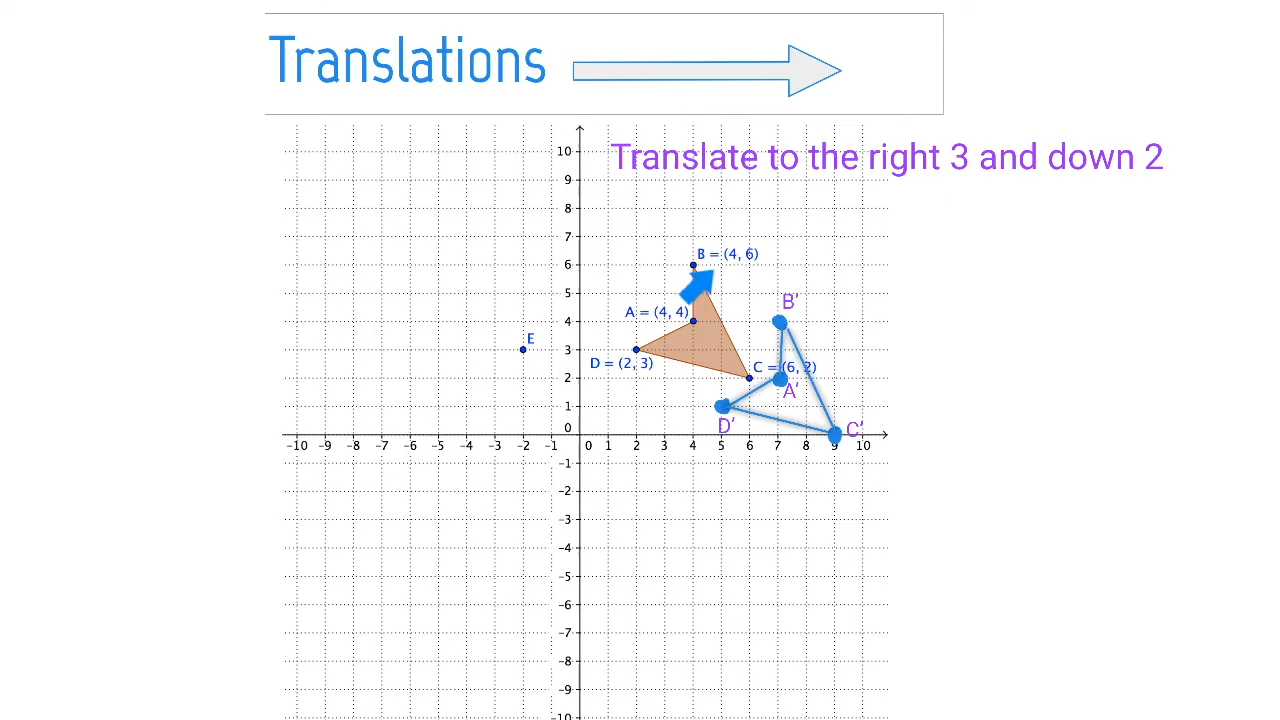 Translations
Translate to the right 3 and down 2
10
9
8
7
B = (4, 6)
6
5
B’
A = (4, 4)
4
E
3
D = (2, 3)
C = (6, 2)
2
A’
1
D’
C’
0
-10 -9 -8 -7 -6 -5 -4 -3 -2 -1 0 1 2 3 4 5 6 7 8 9 10
-1
-2
-3
-4
-5
-6
-7
-8
-9
-10